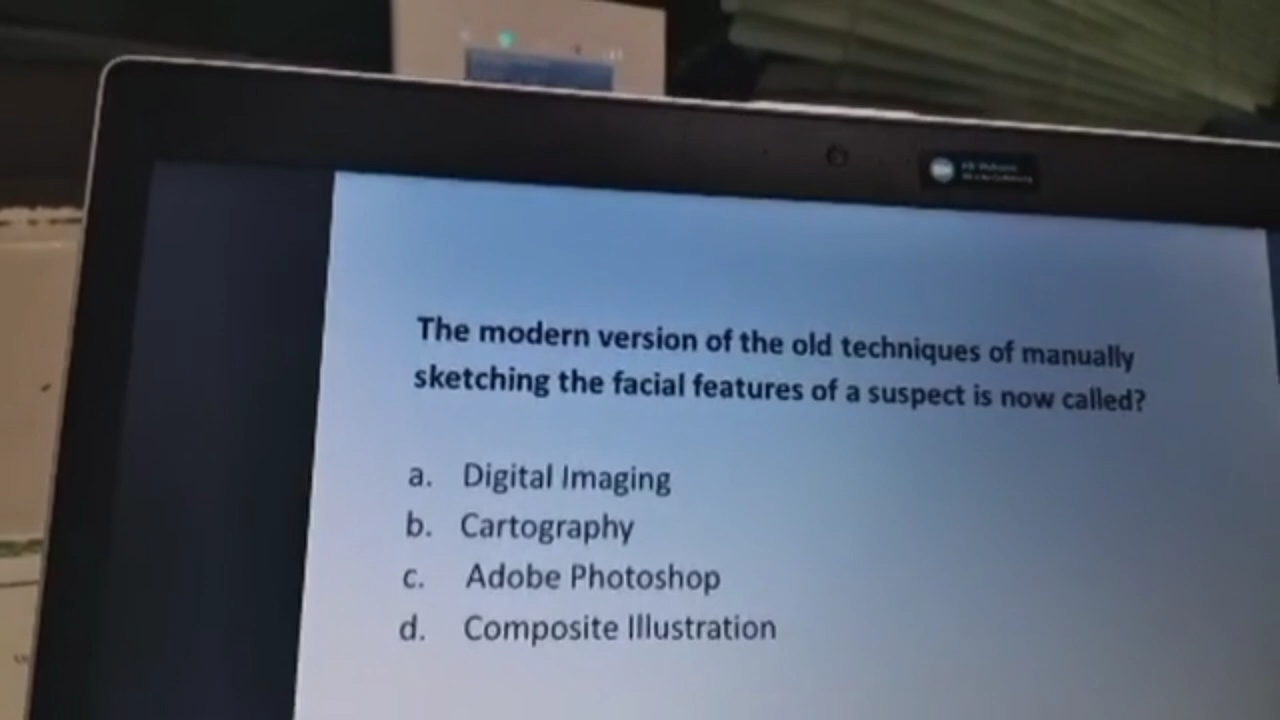 The modern version of the old techniques of manually
sketching the facial features of a suspect is now called?
a. Digital Imaging
b. Cartography
c. Adobe Photoshop
d. Composite Illustration